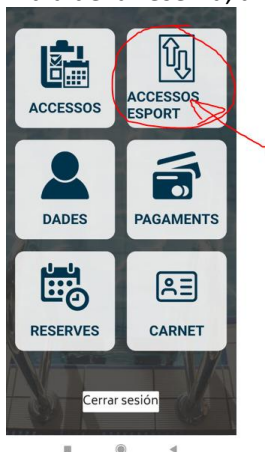 ACCESSOS
ACCESSOS
ESPORT
DADES
PAGAMENTS
RESERVES
CARNET
Cerrar sesión